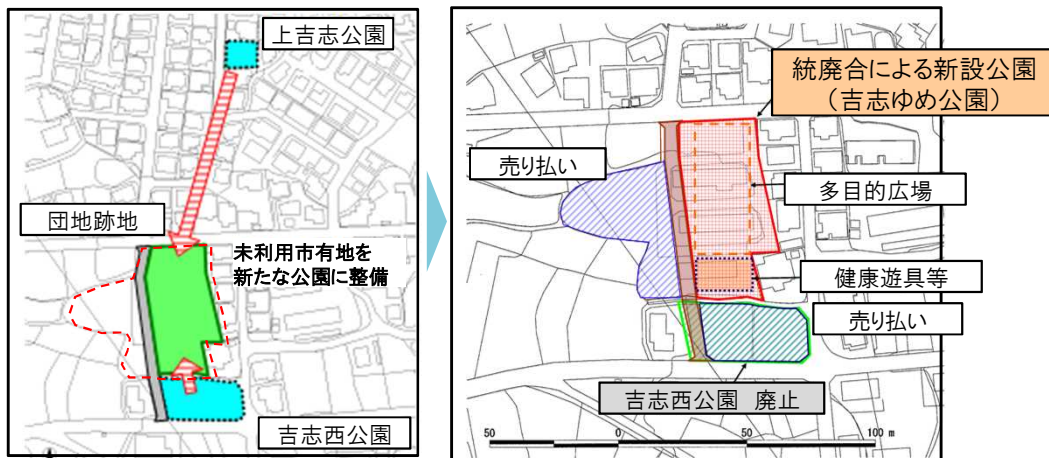 上吉志公園
団地跡地
未利用市有地を
新たな公園に整備
吉志西公園
統廃合による新設公園
（吉志ゆめ公園）
売り払い
多目的広場
健康遊具等
売り払い
吉志西公園 廃止
50 0 50 100 m